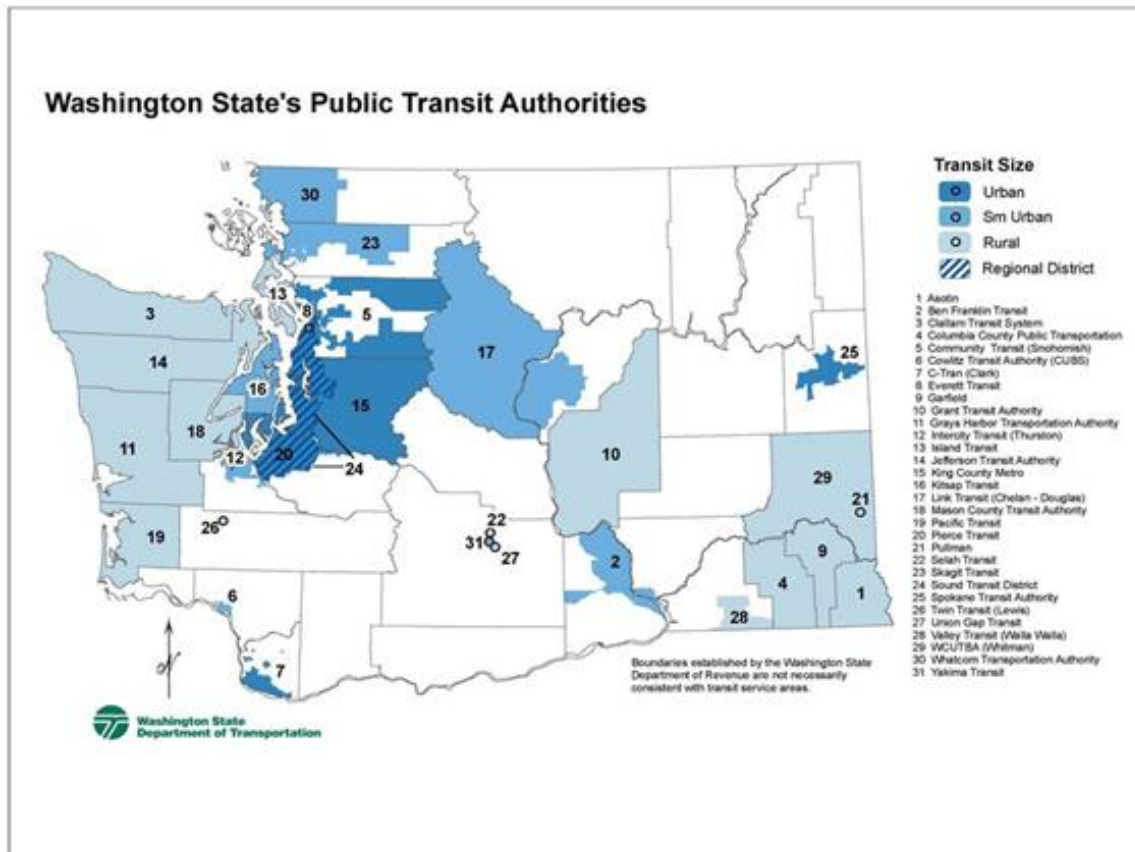 Washington State's Public Transit Authorities
Transit Size
Urban
Sm Urban
Rural
Regional District
1 Asotin
2 Ben Franklin Transit
3 Clallam Transit System
4 Columbia County Public Transportation
5 Community Transit (Snohomish)
6 Cowlitz Transit Authority (CUBS)
7 C-Tran (Clark)
8 Everett Transit
9 Garfield
10 Grant Transit Authority
11 Grays Harbor Transportation Authority
12 Intercity Transit (Thurston)
13 Island Transit
14 Jefferson Transit Authority
15 King County Metro
16 Kitsap Transit
17 Link Transit (Chelan - Douglas)
18 Mason County Transit Authority
19 Pacific Transit
20 Pierce Transit
21 Pullman
22 Selah Transit
23 Skagit Transit
24 Sound Transit District
25 Spokane Transit Authority
26 Twin Transit (Lewis)
27 Union Gap Transit
28 Valley Transit (Walla Walla)
29 WCUTBA (Whitman)
30 Whatcom Transportation Authority
31 Yakima Transit
30
23
13
3
8
5
14
17
25
16
15
18
11
10
12
20
24
29
21
26
22
19
31
27
2
9
6
4
1
28
7
Boundaries established by the Washington State
Department of Revenue are not necessarily
consistent with transit service areas.
Washington State
Department of Transportation